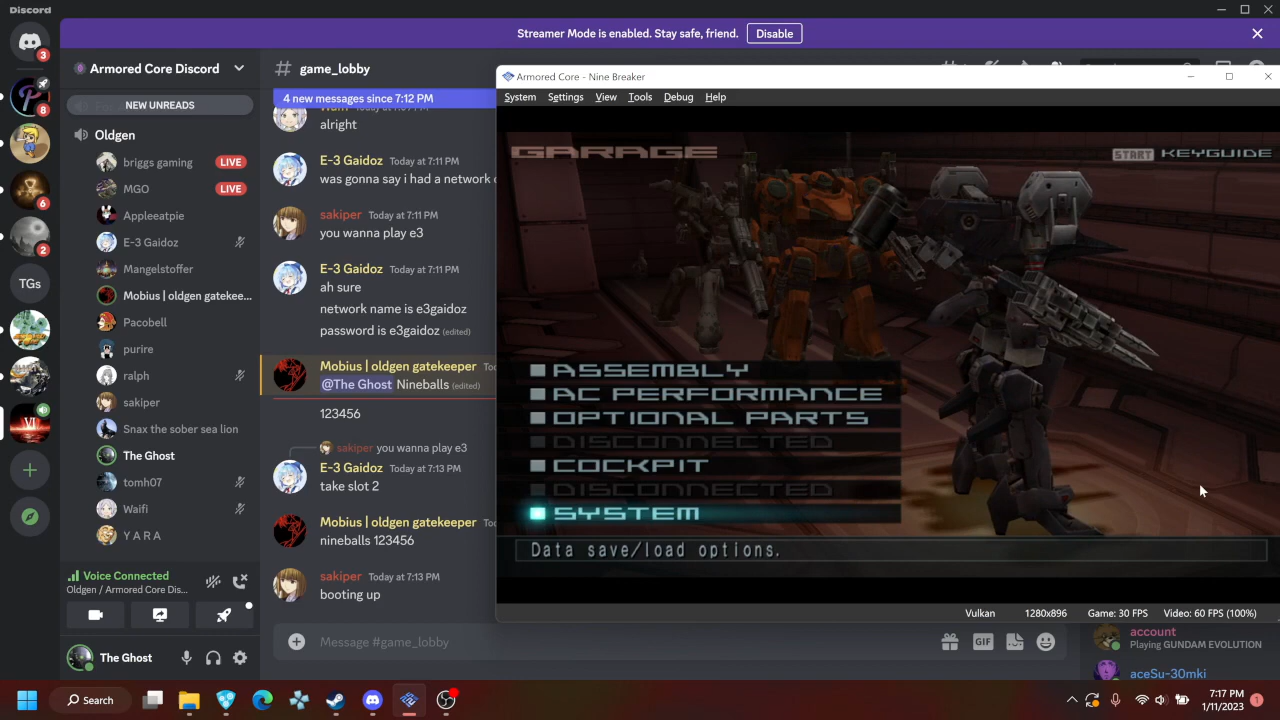 Discord
Streamer Mode is enabled. Stay safe, friend.
Disable
3
8
6
2
TGs
VI
Armored Core Discord
NEW UNREADS
Oldgen
briggs gaming
LIVE
MGO
LIVE
Appleeatpie
E-3 Gaidoz
Mangelstoffer
Mobius | oldgen gatekee...
Pacobell
purire
ralph
sakiper
Snax the sober sea lion
The Ghost
tomh07
Waifi
Y A R A
Voice Connected
Oldgen / Armored Core Dis...
The Ghost
# game_lobby
4 new messages since 7:12 PM
alright
E-3 Gaidoz Today at 7:11 PM
was gonna say i had a network
sakiper Today at 7:11 PM
you wanna play e3
E-3 Gaidoz Today at 7:11 PM
ah sure
network name is e3gaidoz
password is e3gaidoz (edited)
Mobius | oldgen gatekeeper
@The Ghost Nineballs (edited)
123456
sakiper you wanna play e3
E-3 Gaidoz Today at 7:13 PM
take slot 2
Mobius | oldgen gatekeeper
nineballs 123456
sakiper Today at 7:13 PM
booting up
Message #game_lobby
GIF
Armored Core - Nine Breaker
System Settings View Tools Debug Help
GARAGE
START KEYGUIDE
ASSEMBLY
AC PERFORMANCE
OPTIONAL PARTS
DISCONNECTED
COCKPIT
DISCONNECTED
SYSTEM
Data save/load options.
Vulkan 1280x896 Game: 30 FPS Video: 60 FPS (100%)
account
Playing GUNDAM EVOLUTION
aceSu-30mki
Search
7:17 PM
1/11/2023
1